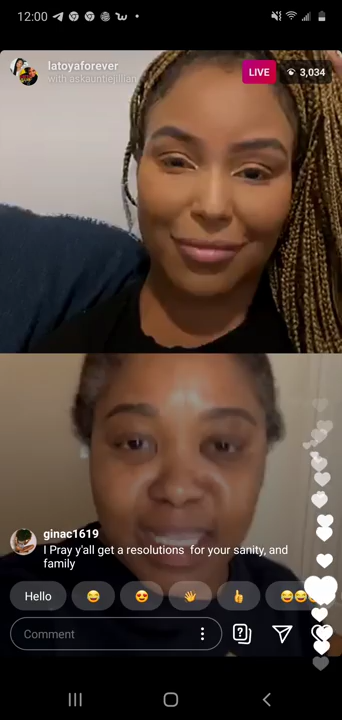 12:00
latoyaforever
with askauntiejillian
LIVE
3,034
ginac1619
I Pray y'all get a resolutions for your sanity, and
family
Hello
Comment